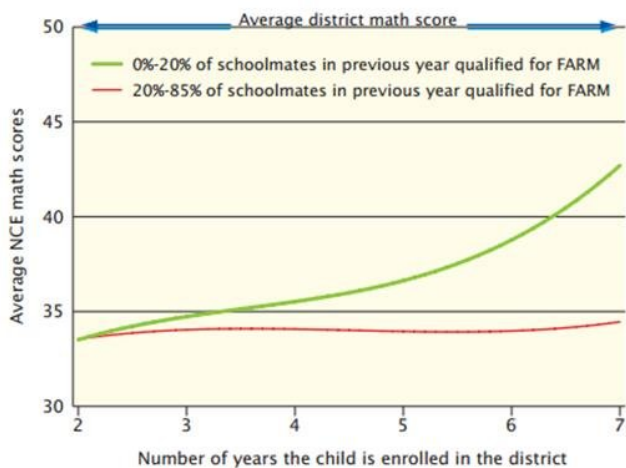 Average district math score
50
0%-20% of schoolmates in previous year qualified for FARM
20%-85% of schoolmates in previous year qualified for FARM
45
40
35
30
Average NCE math scores
2 3 4 5 6 7
Number of years the child is enrolled in the district